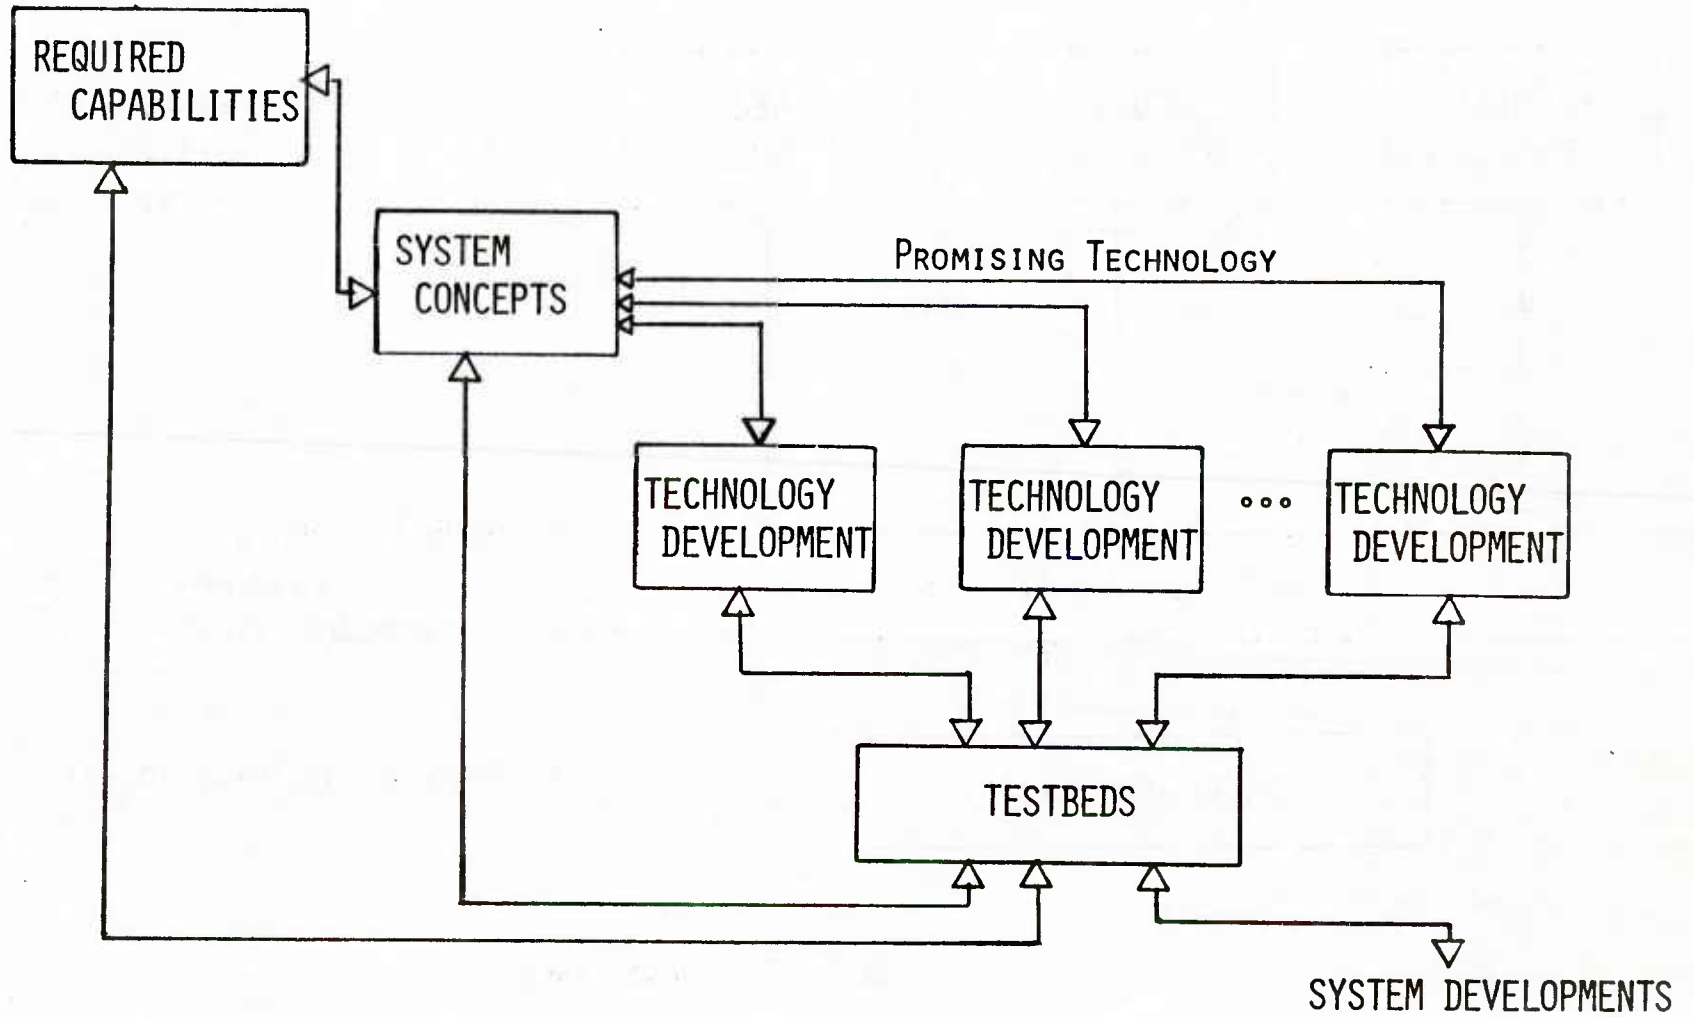 REQUIRED
CAPABILITIES
SYSTEM
CONCEPTS
PROMISING TECHNOLOGY
TECHNOLOGY
DEVELOPMENT
TECHNOLOGY
DEVELOPMENT
TECHNOLOGY
DEVELOPMENT
TESTBEDS
SYSTEM DEVELOPMENTS